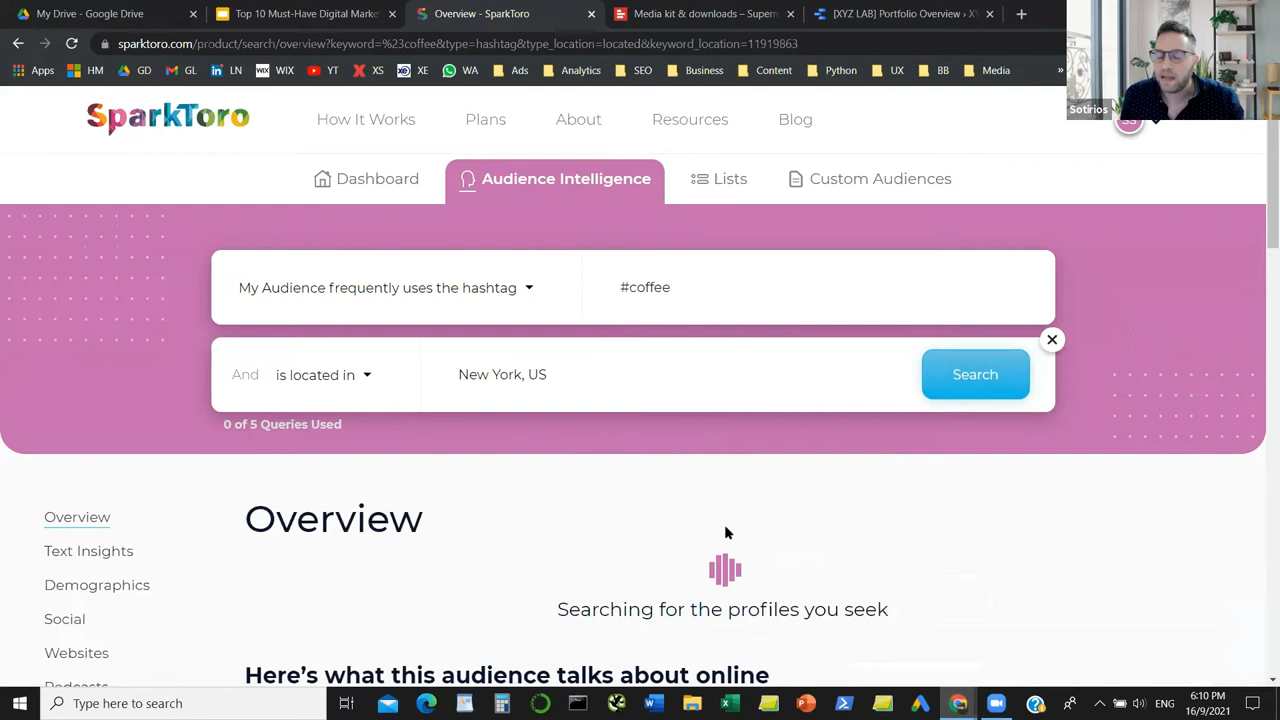 My Drive - Google Drive
Top 10 Must-Have Digital Marke
Overview - SparkToro
Media kit & downloads – Superm
[XYZ LAB] Portfolio Overview
sparktoro.com/product/search/overview?keyword=%23coffee&type=hashtag&type_location=located&keyword_location=11919863
Apps HM GD GL LN WIX YT XS XE WA Ads Analytics SEO Business Content Python UX BB Media
Sotirios
SparkToro
How It Works Plans About Resources Blog
SS
Dashboard Audience Intelligence Lists Custom Audiences
My Audience frequently uses the hashtag #coffee
And is located in New York, US Search
0 of 5 Queries Used
Overview
Text Insights
Demographics
Social
Websites
Podcasts
Overview
Searching for the profiles you seek
Here's what this audience talks about online
Type here to search
ENG
6:10 PM
16/9/2021